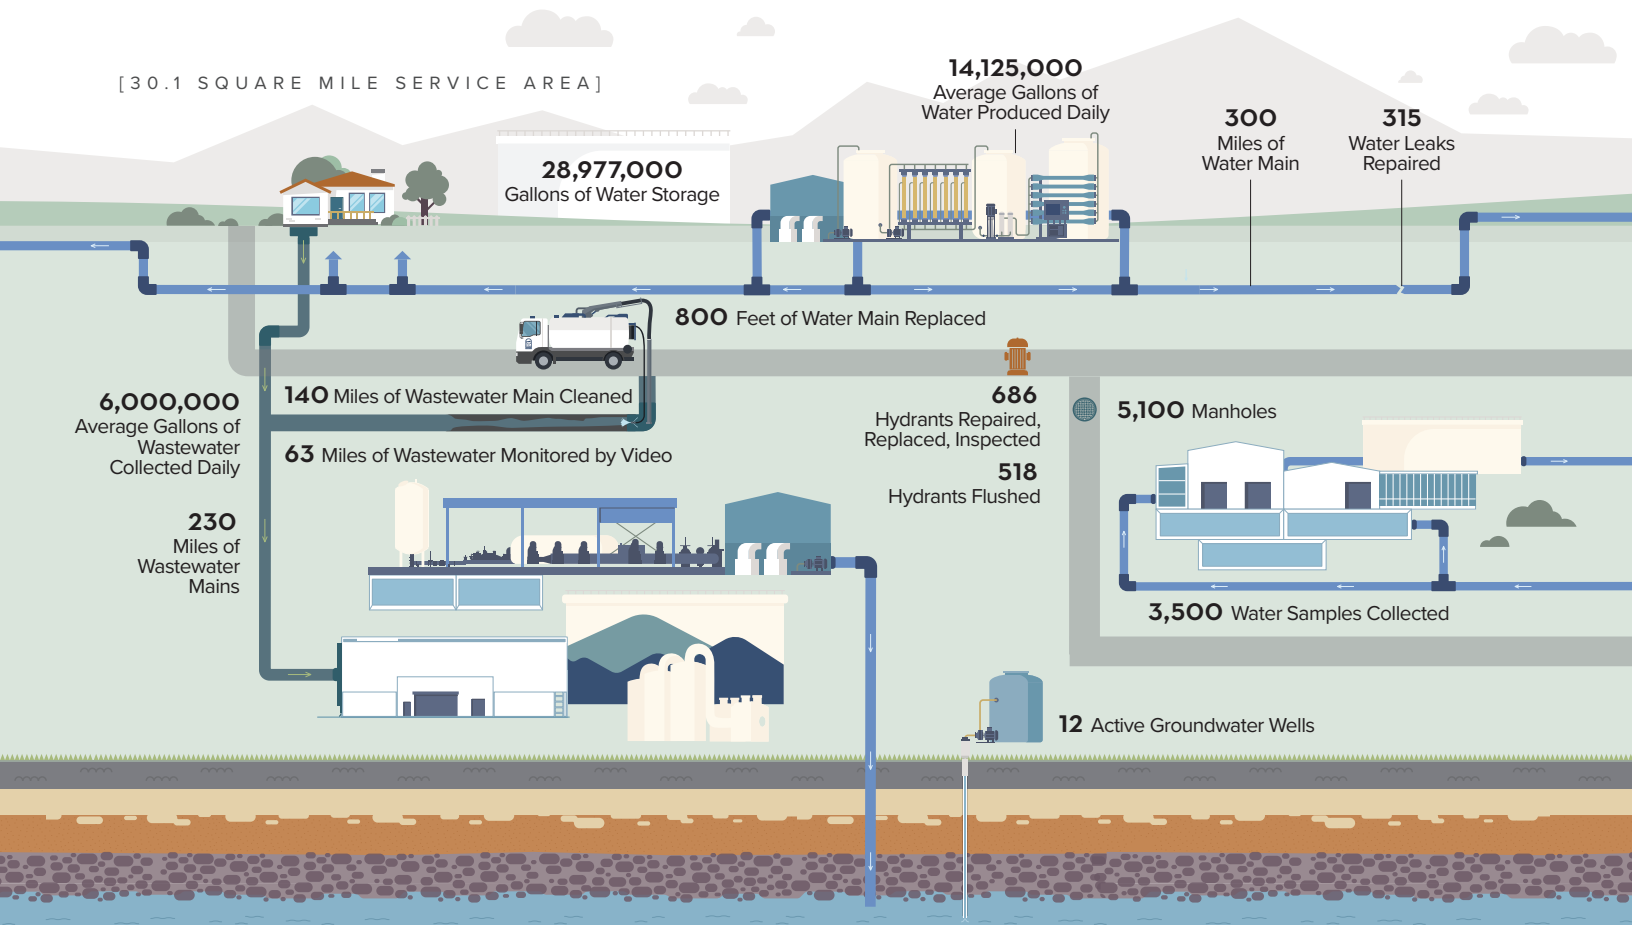 [30.1 SQUARE MILE SERVICE AREA]
14,125,000
Average Gallons of
Water Produced Daily
300
Miles of
Water Main
315
Water Leaks
Repaired
28,977,000
Gallons of Water Storage
800 Feet of Water Main Replaced
140 Miles of Wastewater Main Cleaned
6,000,000
Average Gallons of
Wastewater
Collected Daily
63 Miles of Wastewater Monitored by Video
230
Miles of
Wastewater
Mains
686
Hydrants Repaired,
Replaced, Inspected
518
Hydrants Flushed
5,100 Manholes
3,500 Water Samples Collected
12 Active Groundwater Wells